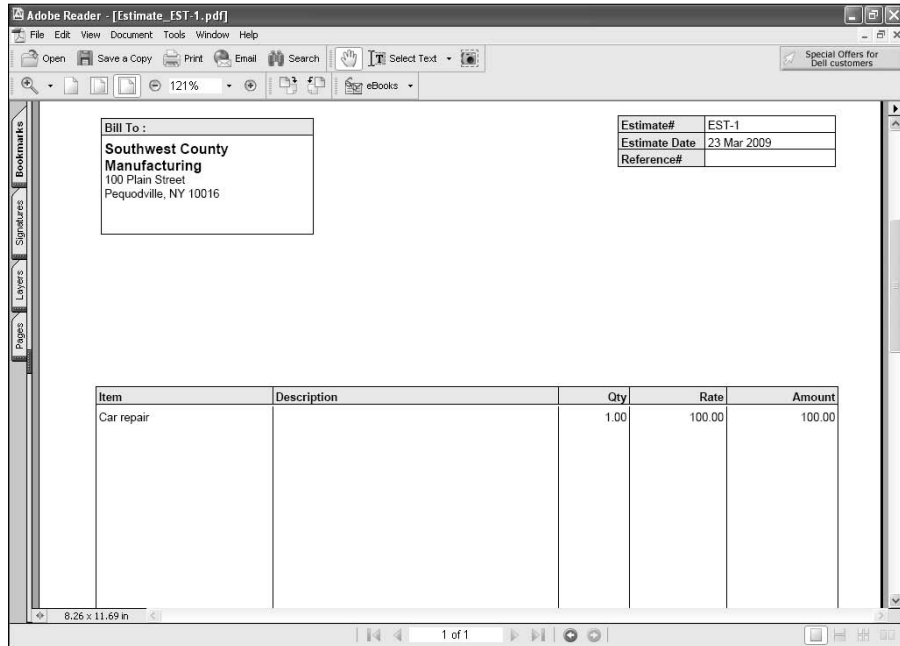 Adobe Reader - [Estimate_EST-1.pdf]
File Edit View Document Tools Window Help
Open Save a Copy Print Email Search Select Text Special Offers for
Dell customers
121% eBooks
Bookmarks
Signatures
Layers
Pages
Bill To :
Southwest County
Manufacturing
100 Plain Street
Pequodville, NY 10016
Estimate# EST-1
Estimate Date 23 Mar 2009
Reference#
Item Description Qty Rate Amount
Car repair 1.00 100.00 100.00
8.26 x 11.69 in
1 of 1